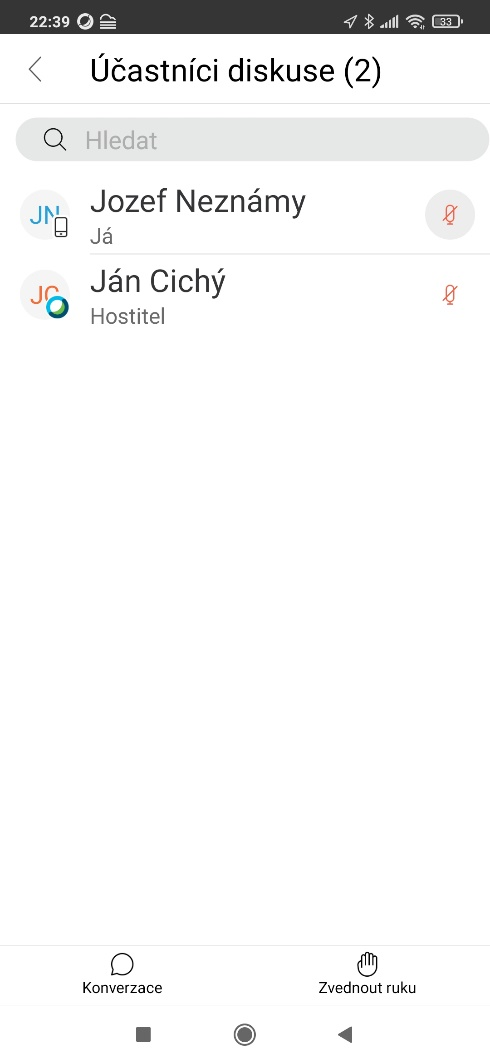 22:39
33
Účastníci diskuse (2)
Hledat
JN
Jozef Neznámy
Já
JC
Ján Cichý
Hostitel
Konverzace
Zvednout ruku